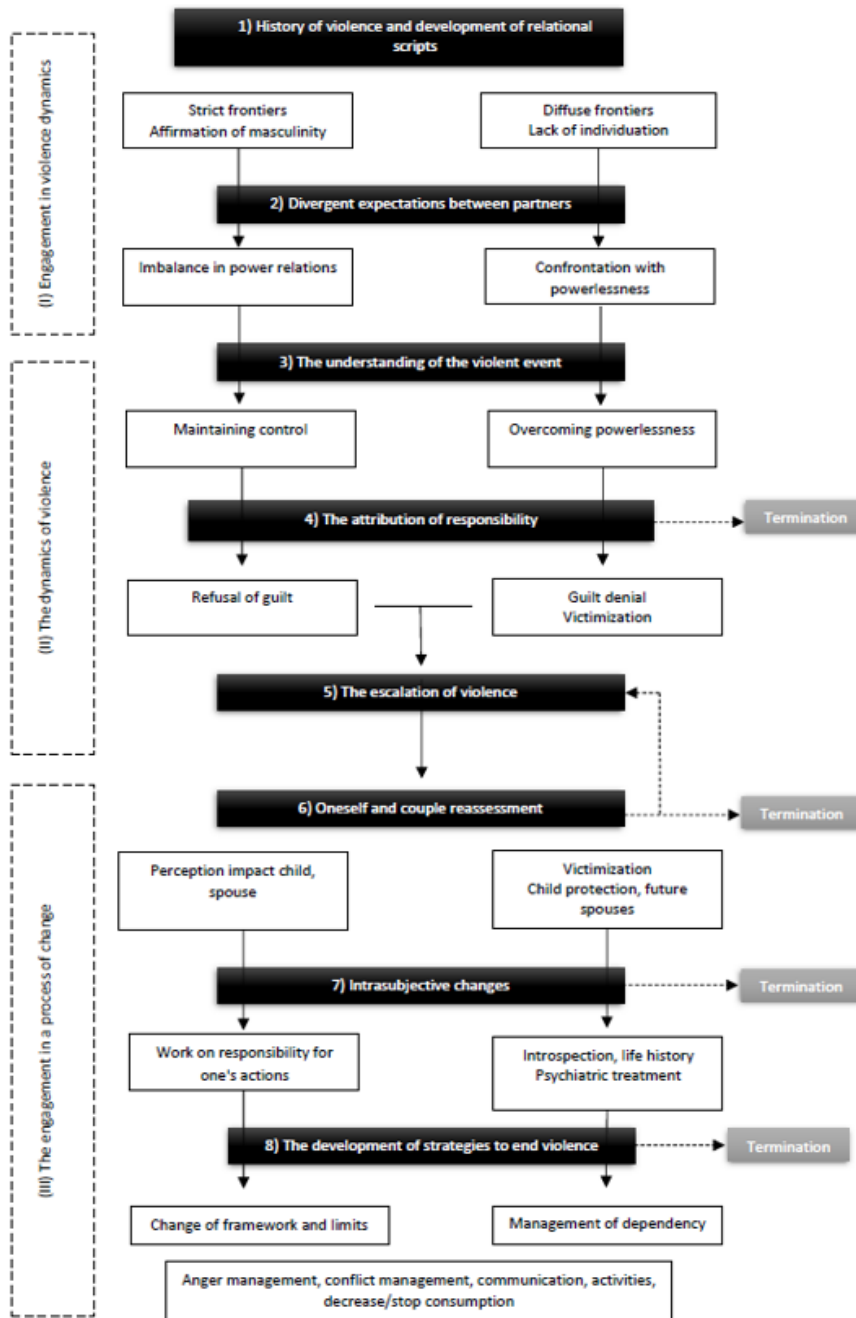 1) History of violence and development of relational
scripts
(I) Engagement in violence dynamics
Strict frontiers
Affirmation of masculinity
Diffuse frontiers
Lack of individuation
2) Divergent expectations between partners
Imbalance in power relations
Confrontation with
powerlessness
3) The understanding of the violent event
(II) The dynamics of violence
Maintaining control
Overcoming powerlessness
4) The attribution of responsibility
Termination
Refusal of guilt
Guilt denial
Victimization
5) The escalation of violence
6) Oneself and couple reassessment
Termination
(III) The engagement in a process of change
Perception impact child,
spouse
Victimization
Child protection, future
spouses
7) Intrasubjective changes
Termination
Work on responsibility for
one's actions
Introspection, life history
Psychiatric treatment
8) The development of strategies to end violence
Termination
Change of framework and limits
Management of dependency
Anger management, conflict management, communication, activities,
decrease/stop consumption